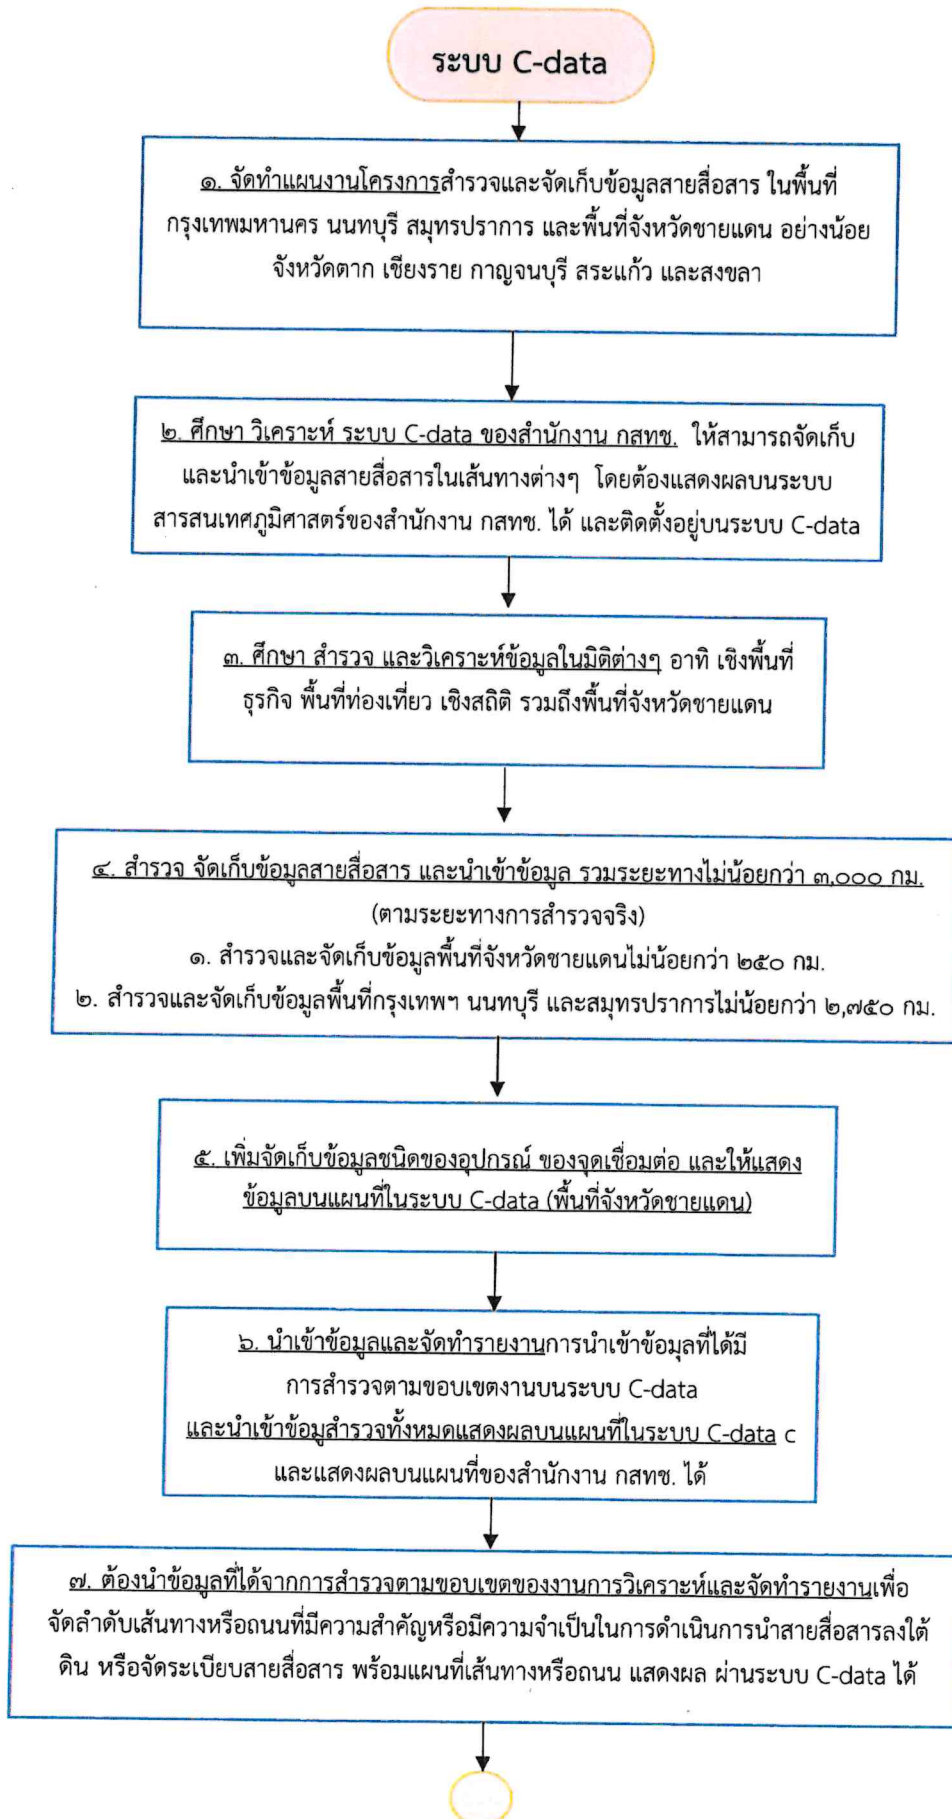 ระบบ C-data
๑. จัดทำแผนงานโครงการสำรวจและจัดเก็บข้อมูลสายสื่อสาร ในพื้นที่
กรุงเทพมหานคร นนทบุรี สมุทรปราการ และพื้นที่จังหวัดชายแดน อย่างน้อย
จังหวัดตาก เชียงราย กาญจนบุรี สระแก้ว และสงขลา
๒. ศึกษา วิเคราะห์ ระบบ C-data ของสำนักงาน กสทช. ให้สามารถจัดเก็บ
และนำเข้าข้อมูลสายสื่อสารในเส้นทางต่างๆ โดยต้องแสดงผลบนระบบ
สารสนเทศภูมิศาสตร์ของสำนักงาน กสทช. ได้ และติดตั้งอยู่บนระบบ C-data
๓. ศึกษา สำรวจ และวิเคราะห์ข้อมูลในมิติต่างๆ อาทิ เชิงพื้นที่
ธุรกิจ พื้นที่ท่องเที่ยว เชิงสถิติ รวมถึงพื้นที่จังหวัดชายแดน
๔. สำรวจ จัดเก็บข้อมูลสายสื่อสาร และนำเข้าข้อมูล รวมระยะทางไม่น้อยกว่า ๓,๐๐๐ กม.
(ตามระยะทางการสำรวจจริง)
๑. สำรวจและจัดเก็บข้อมูลพื้นที่จังหวัดชายแดนไม่น้อยกว่า ๒๕๐ กม.
๒. สำรวจและจัดเก็บข้อมูลพื้นที่กรุงเทพฯ นนทบุรี และสมุทรปราการไม่น้อยกว่า ๒,๗๕๐ กม.
๕. เพิ่มจัดเก็บข้อมูลชนิดของอุปกรณ์ ของจุดเชื่อมต่อ และให้แสดง
ข้อมูลบนแผนที่ในระบบ C-data (พื้นที่จังหวัดชายแดน)
๖. นำเข้าข้อมูลและจัดทำรายงานการนำเข้าข้อมุลที่ได้มี
การสำรวจตามขอบเขตงานบนระบบ C-data
และนำเข้าข้อมูสำรวจทั้งหมดแสดงผลบนแผนที่ในระบบ C-data c
และแสดงผลบนแผนที่ของสำนักงาน กสทช. ได้
๗. ต้องนำข้อมูลที่ได้จากการสำรวจตามขอบเขตของงานการวิเคราะห์และจัดทำรายงานเพื่อ
จัดลำดับเส้นทางหรือถนนที่มีความสำคัญหรือมีความจำเป็นในการดำเนินการนำสายสื่อสารลงใต้
ดิน หรือจัดระเบียบสายสื่อสาร พร้อมแผนที่เส้นทางหรือถนน แสดงผล ผ่านระบบ C-data ได้